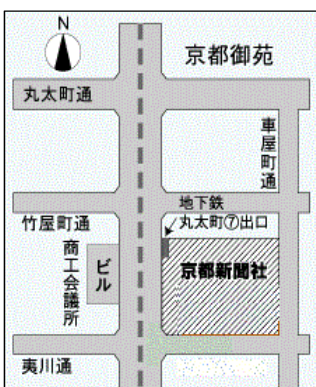 N
京都御苑
丸太町通
車屋町通
地下鉄
丸太町⑦出口
竹屋町通
商工会議所
ビル
京都新聞社
夷川通